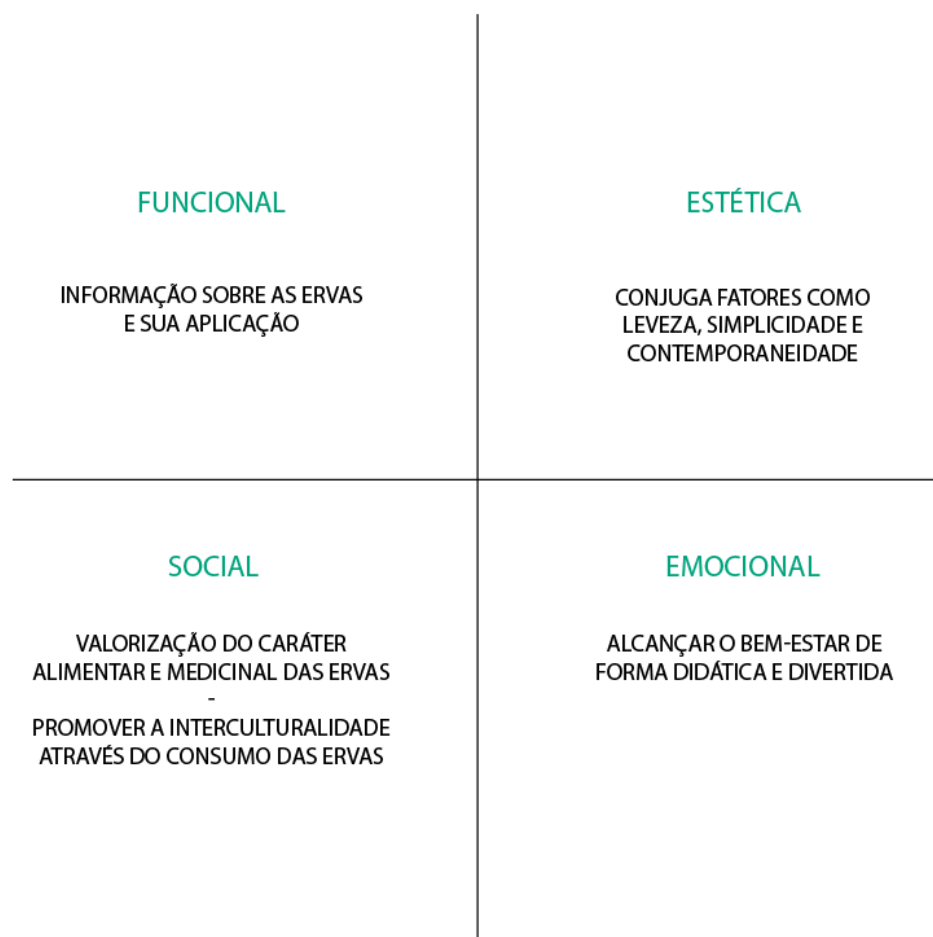 FUNCIONAL
INFORMAÇÃO SOBRE AS ERVAS
E SUA APLICAÇÃO
ESTÉTICA
CONJUGA FATORES COMO
LEVEZA, SIMPLICIDADE E
CONTEMPORANEIDADE
SOCIAL
VALORIZAÇÃO DO CARÁTER
ALIMENTAR E MEDICINAL DAS ERVAS
-
PROMOVER A INTERCULTURALIDADE
ATRAVÉS DO CONSUMO DAS ERVAS
EMOCIONAL
ALCANÇAR O BEM-ESTAR DE
FORMA DIDÁTICA E DIVERTIDA